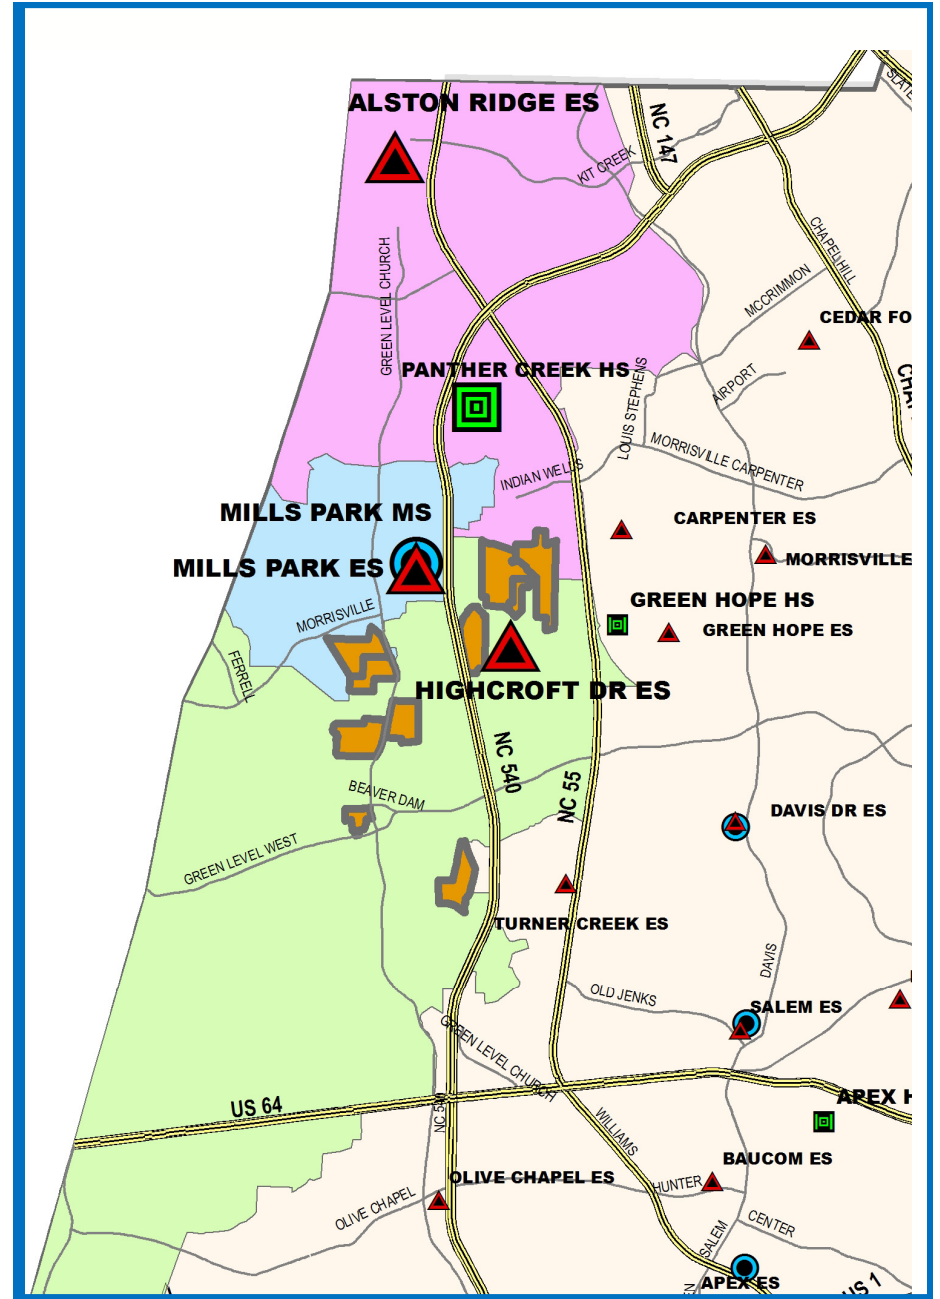 SLATE
ALSTON RIDGE ES
NC 147
KIT CREEK
CHAPEL HILL
GREEN LEVEL CHURCH
MCCRIMMON
CEDAR FO
PANTHER CREEK HS
AIRPORT
CHAP
LOUIS STEPHENS
MORRISVILLE CARPENTER
INDIAN WELLS
MILLS PARK MS
CARPENTER ES
MORRISVILLE
MILLS PARK ES
GREEN HOPE HS
MORRISVILLE
GREEN HOPE ES
FERRELL
HIGHCROFT DR ES
NC 540
NC 55
BEAVER DAM
DAVIS DR ES
GREEN LEVEL WEST
TURNER CREEK ES
DAVIS
OLD JENKS
SALEM ES
GREEN LEVEL CHURCH
US 64
NC 540
APEX H
WILLIAMS
BAUCOM ES
OLIVE CHAPEL ES
HUNTER
OLIVE CHAPEL
SALEM
CENTER
APEX ES
US 1